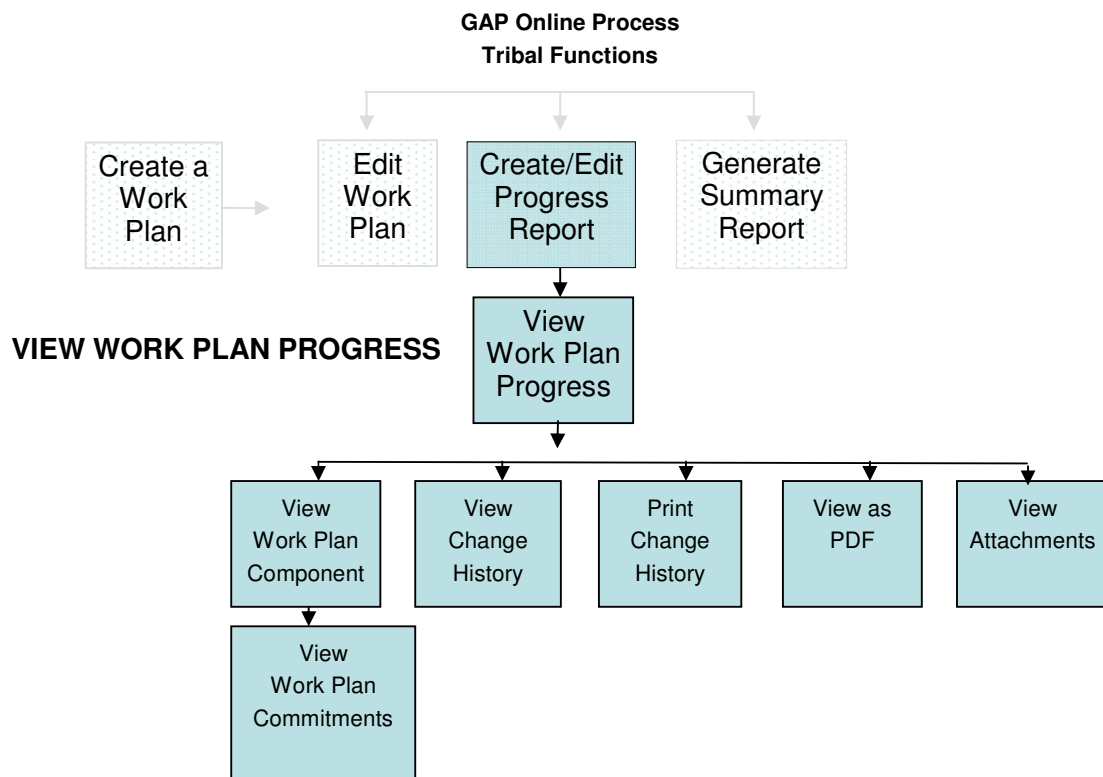 GAP Online Process
Tribal Functions
Create a
Work
Plan
Edit
Work
Plan
Create/Edit
Progress
Report
Generate
Summary
Report
VIEW WORK PLAN PROGRESS
View
Work Plan
Progress
View
Work Plan
Component
View
Change
History
Print
Change
History
View as
PDF
View
Attachments
View
Work Plan
Commitments